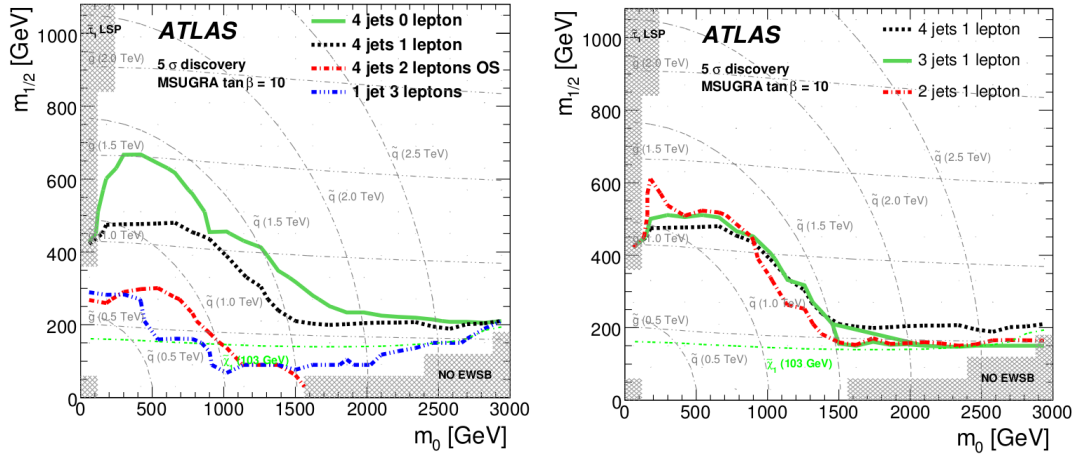 m1/2 [GeV]
1000
800
600
400
200
0
0 500 1000 1500 2000 2500 3000
m0 [GeV]
LSP
ATLAS
5 σ discovery
MSUGRA tan β = 10
4 jets 0 lepton
4 jets 1 lepton
4 jets 2 leptons OS
1 jet 3 leptons
g̃ (2.0 TeV)
(1.5 TeV)
(1.0 TeV)
g̃ (0.5 TeV)
q̃ (2.5 TeV)
q̃ (2.0 TeV)
q̃ (1.5 TeV)
q̃ (1.0 TeV)
q̃ (0.5 TeV)
(103 GeV)
NO EWSB
m1/2 [GeV]
1000
800
600
400
200
0
0 500 1000 1500 2000 2500 3000
m0 [GeV]
LSP
ATLAS
5 σ discovery
MSUGRA tan β = 10
4 jets 1 lepton
3 jets 1 lepton
2 jets 1 lepton
g̃ (2.0 TeV)
(1.5 TeV)
(1.0 TeV)
g̃ (0.5 TeV)
q̃ (2.5 TeV)
q̃ (2.0 TeV)
q̃ (1.5 TeV)
q̃ (1.0 TeV)
q̃ (0.5 TeV)
(103 GeV)
NO EWSB